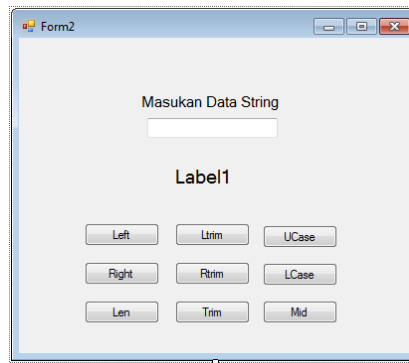 Form2
Masukan Data String
Label1
Left Ltrim UCase
Right Rtrim LCase
Len Trim Mid